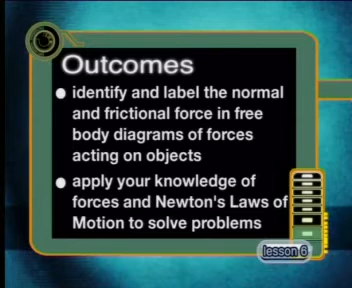 Outcomes
identify and label the normal
and frictional force in free
body diagrams of forces
acting on objects
apply your knowledge of
forces and Newton's Laws of
Motion to solve problems
lesson 6